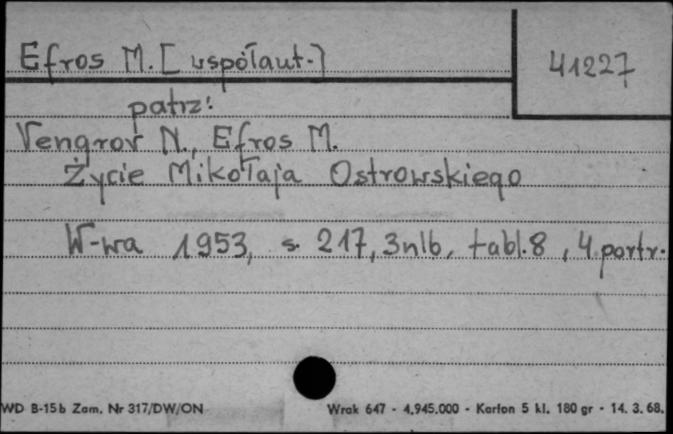 Efros M. [współaut.]
41227
patrz:
Vengrov N., Efros M.
Życie Mikołaja Ostrowskiego
W-wa 1953, s. 217, 3nlb, tabl. 8, 4 portr.
WD B-15b Zam. Nr 317/DW/ON
Wrak 647 - 4.945.000 - Karton 5 kl. 180 gr - 14. 3. 68.